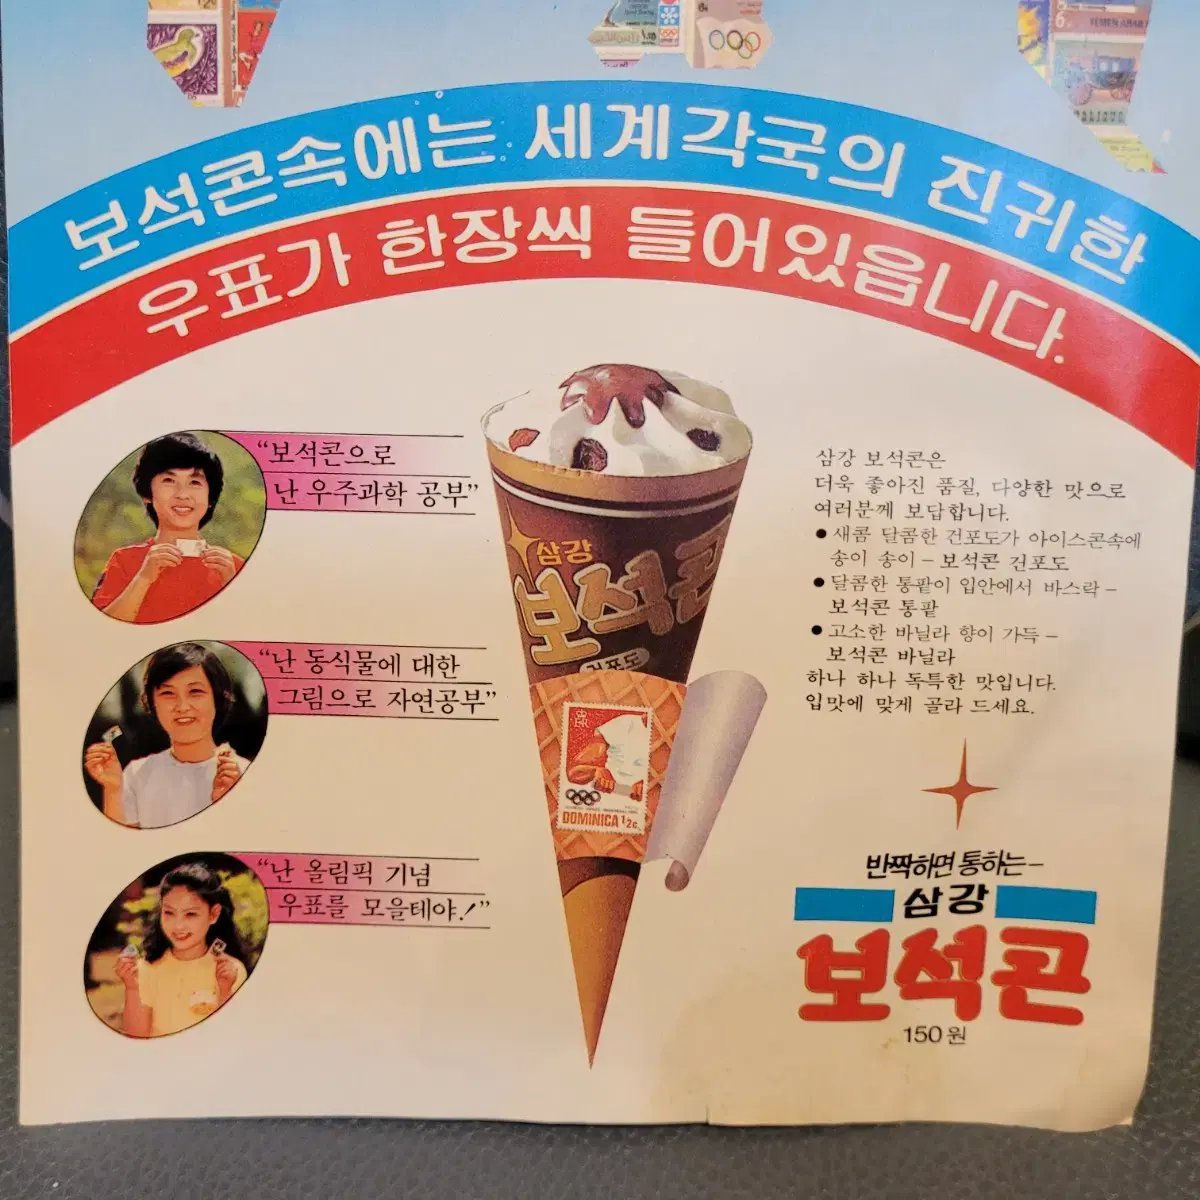 보석콘속에는 세계각국의 진귀한
우표가 한장씩 들어있읍니다.
“보석콘으로
난 우주과학 공부”
“난 동식물에 대한
그림으로 자연공부”
“난 올림픽 기념
우표를 모을테야!”
삼강
보석콘
건포도
DOMINICA 1/2c
삼강 보석콘은
더욱 좋아진 품질, 다양한 맛으로
여러분께 보답합니다.
● 새콤 달콤한 건포도가 아이스콘속에
송이 송이 – 보석콘 건포도
● 달콤한 통팥이 입안에서 바스락 –
보석콘 통팥
● 고소한 바닐라 향이 가득 –
보석콘 바닐라
하나 하나 독특한 맛입니다.
입맛에 맞게 골라 드세요.
반짝하면 통하는–
삼강
보석콘
150원